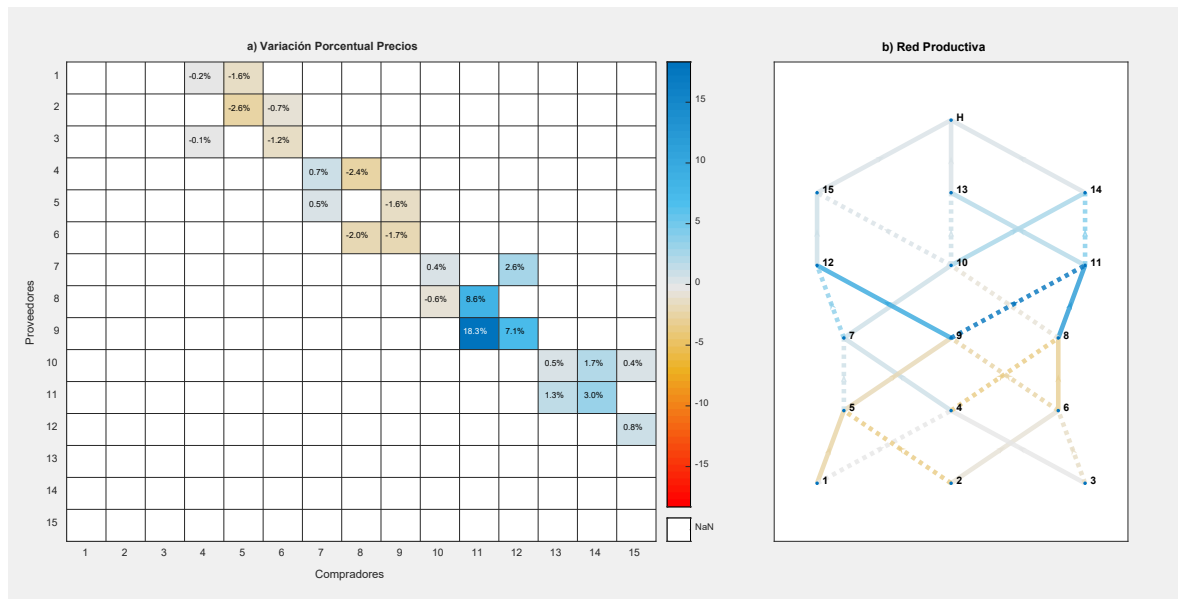 a) Variación Porcentual Precios
Proveedores
1 -0.2% -1.6%
2 -2.6% -0.7%
3 -0.1% -1.2%
4 0.7% -2.4%
5 0.5% -1.6%
6 -2.0% -1.7%
7 0.4% 2.6%
8 -0.6% 8.6%
9 18.3% 7.1%
10 0.5% 1.7% 0.4%
11 1.3% 3.0%
12 0.8%
13
14
15
1 2 3 4 5 6 7 8 9 10 11 12 13 14 15
Compradores
15
10
5
0
-5
-10
-15
NaN
b) Red Productiva
H
15 13 14
12 10 11
7 9 8
5 4 6
1 2 3